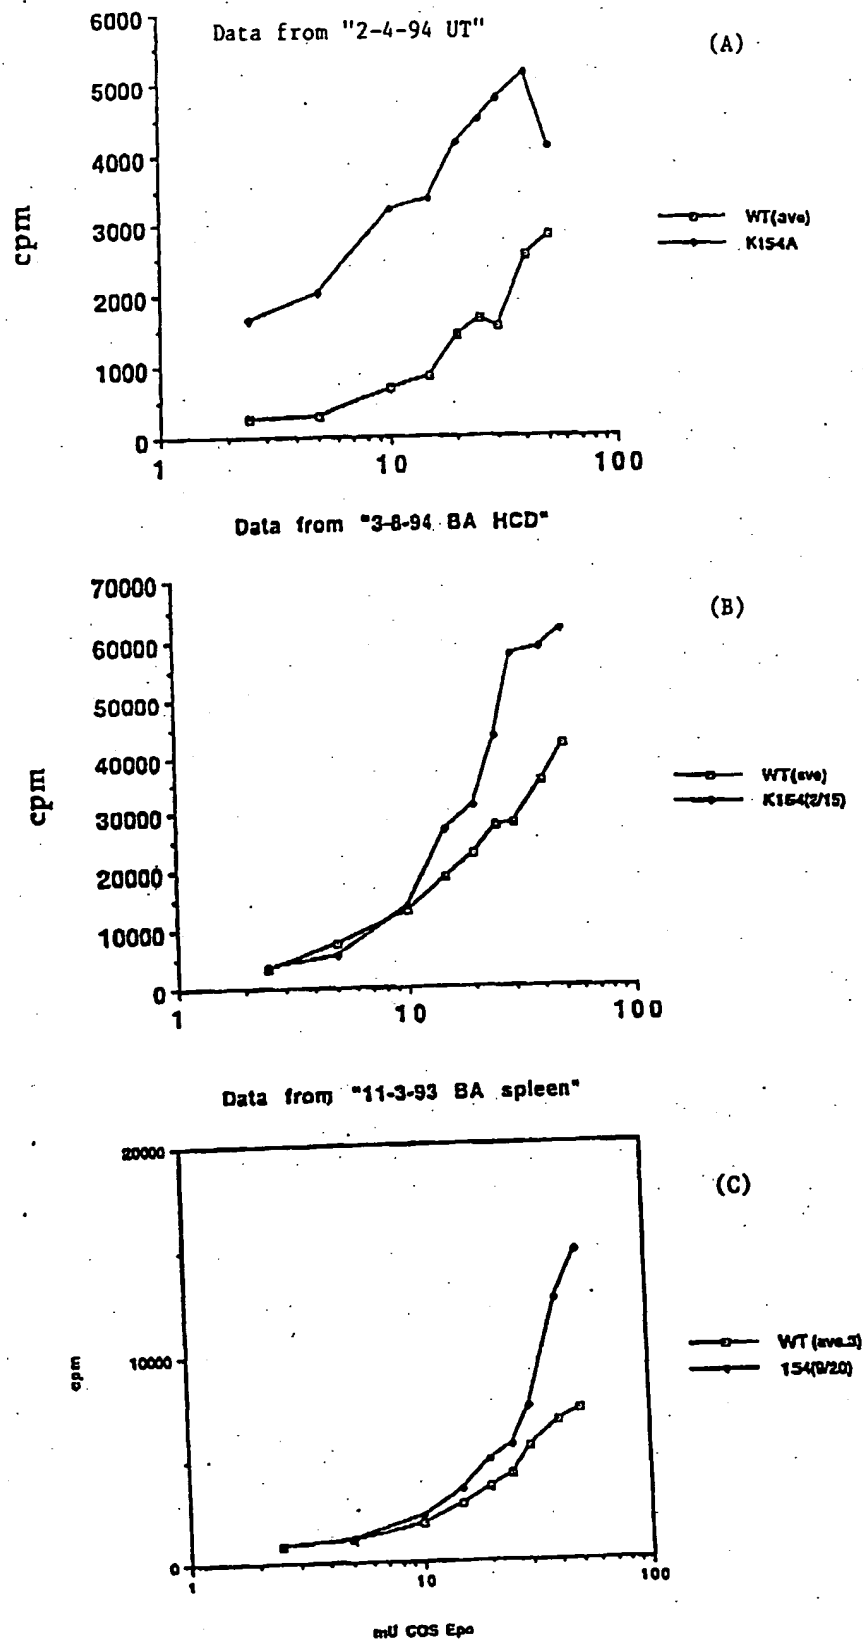 Data from "2-4-94 UT"
(A)
6000
5000
4000
3000
2000
1000
0
cpm
WT(ave)
K154A
1
10
100
Data from "3-8-94 BA HCD"
(B)
70000
60000
50000
40000
30000
20000
10000
0
cpm
WT(ave)
K154(2/15)
1
10
100
Data from "11-3-93 BA spleen"
(C)
20000
10000
0
cpm
WT(ave.3)
154(9/20)
1
10
100
mU COS Epo